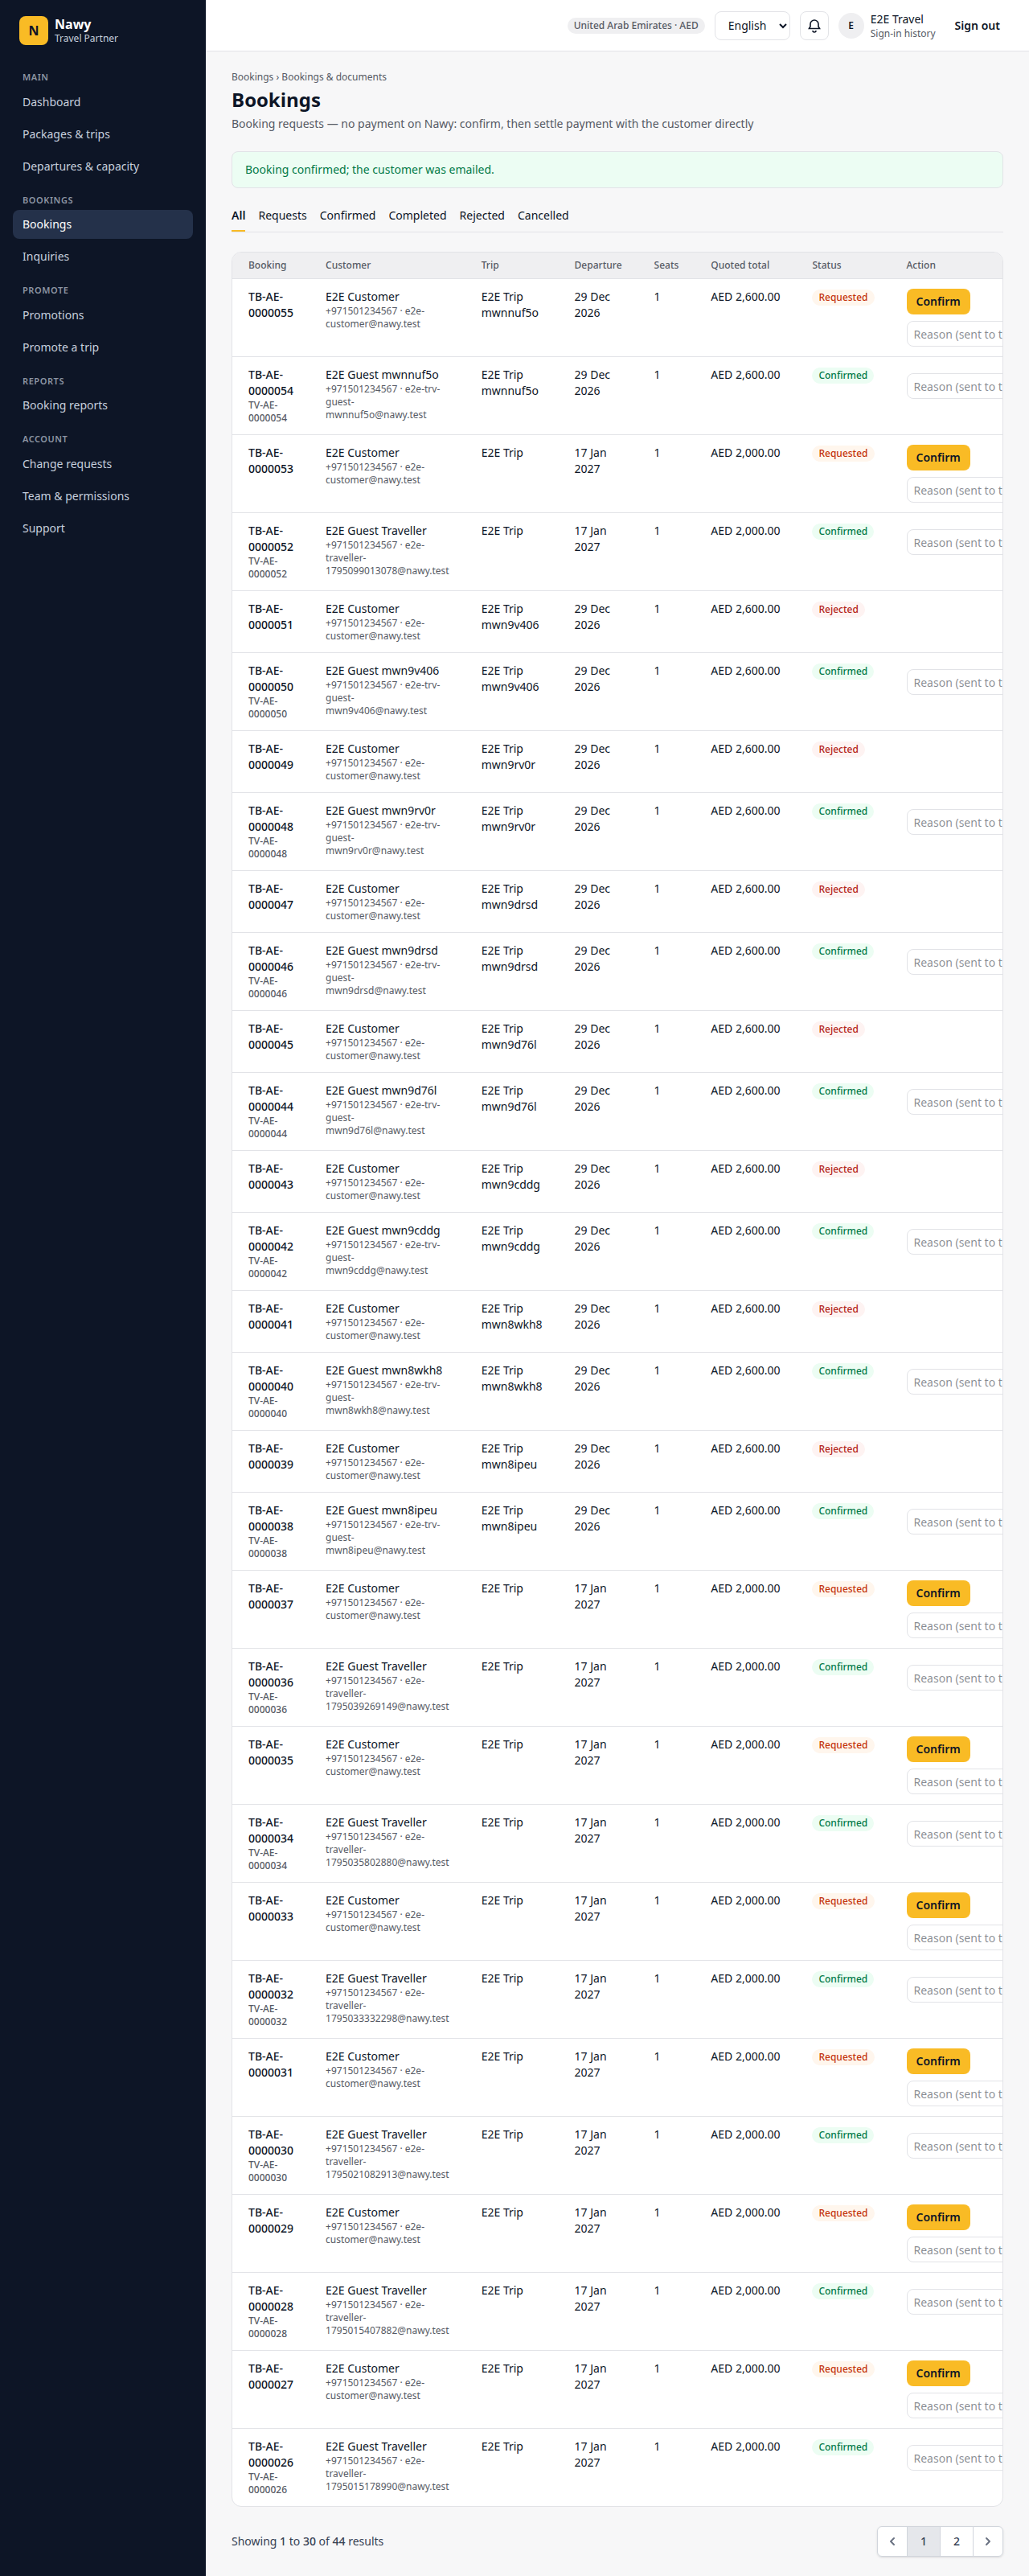 N
Nawy
Travel Partner
United Arab Emirates · AED
English
E
E2E Travel
Sign-in history
Sign out
MAIN
Dashboard
Packages & trips
Departures & capacity
BOOKINGS
Bookings
Inquiries
PROMOTE
Promotions
Promote a trip
REPORTS
Booking reports
ACCOUNT
Change requests
Team & permissions
Support
Bookings › Bookings & documents
Bookings
Booking requests — no payment on Nawy: confirm, then settle payment with the customer directly
Booking confirmed; the customer was emailed.
All Requests Confirmed Completed Rejected Cancelled
Booking Customer Trip Departure Seats Quoted total Status Action
TB-AE- E2E Customer E2E Trip 29 Dec 1 AED 2,600.00 Requested Confirm
0000055 +971501234567 · e2e- mwnnuf5o 2026
customer@nawy.test Reason (sent to t
TB-AE- E2E Guest mwnnuf5o E2E Trip 29 Dec 1 AED 2,600.00 Confirmed
0000054 +971501234567 · e2e-trv- mwnnuf5o 2026 Reason (sent to t
TV-AE- guest-
0000054 mwnnuf5o@nawy.test
TB-AE- E2E Customer E2E Trip 17 Jan 1 AED 2,000.00 Requested Confirm
0000053 +971501234567 · e2e- 2027
customer@nawy.test Reason (sent to t
TB-AE- E2E Guest Traveller E2E Trip 17 Jan 1 AED 2,000.00 Confirmed
0000052 +971501234567 · e2e- 2027 Reason (sent to t
TV-AE- traveller-
0000052 1795099013078@nawy.test
TB-AE- E2E Customer E2E Trip 29 Dec 1 AED 2,600.00 Rejected
0000051 +971501234567 · e2e- mwn9v406 2026
customer@nawy.test
TB-AE- E2E Guest mwn9v406 E2E Trip 29 Dec 1 AED 2,600.00 Confirmed
0000050 +971501234567 · e2e-trv- mwn9v406 2026 Reason (sent to t
TV-AE- guest-
0000050 mwn9v406@nawy.test
TB-AE- E2E Customer E2E Trip 29 Dec 1 AED 2,600.00 Rejected
0000049 +971501234567 · e2e- mwn9rv0r 2026
customer@nawy.test
TB-AE- E2E Guest mwn9rv0r E2E Trip 29 Dec 1 AED 2,600.00 Confirmed
0000048 +971501234567 · e2e-trv- mwn9rv0r 2026 Reason (sent to t
TV-AE- guest-
0000048 mwn9rv0r@nawy.test
TB-AE- E2E Customer E2E Trip 29 Dec 1 AED 2,600.00 Rejected
0000047 +971501234567 · e2e- mwn9drsd 2026
customer@nawy.test
TB-AE- E2E Guest mwn9drsd E2E Trip 29 Dec 1 AED 2,600.00 Confirmed
0000046 +971501234567 · e2e-trv- mwn9drsd 2026 Reason (sent to t
TV-AE- guest-
0000046 mwn9drsd@nawy.test
TB-AE- E2E Customer E2E Trip 29 Dec 1 AED 2,600.00 Rejected
0000045 +971501234567 · e2e- mwn9d76l 2026
customer@nawy.test
TB-AE- E2E Guest mwn9d76l E2E Trip 29 Dec 1 AED 2,600.00 Confirmed
0000044 +971501234567 · e2e-trv- mwn9d76l 2026 Reason (sent to t
TV-AE- guest-
0000044 mwn9d76l@nawy.test
TB-AE- E2E Customer E2E Trip 29 Dec 1 AED 2,600.00 Rejected
0000043 +971501234567 · e2e- mwn9cddg 2026
customer@nawy.test
TB-AE- E2E Guest mwn9cddg E2E Trip 29 Dec 1 AED 2,600.00 Confirmed
0000042 +971501234567 · e2e-trv- mwn9cddg 2026 Reason (sent to t
TV-AE- guest-
0000042 mwn9cddg@nawy.test
TB-AE- E2E Customer E2E Trip 29 Dec 1 AED 2,600.00 Rejected
0000041 +971501234567 · e2e- mwn8wkh8 2026
customer@nawy.test
TB-AE- E2E Guest mwn8wkh8 E2E Trip 29 Dec 1 AED 2,600.00 Confirmed
0000040 +971501234567 · e2e-trv- mwn8wkh8 2026 Reason (sent to t
TV-AE- guest-
0000040 mwn8wkh8@nawy.test
TB-AE- E2E Customer E2E Trip 29 Dec 1 AED 2,600.00 Rejected
0000039 +971501234567 · e2e- mwn8ipeu 2026
customer@nawy.test
TB-AE- E2E Guest mwn8ipeu E2E Trip 29 Dec 1 AED 2,600.00 Confirmed
0000038 +971501234567 · e2e-trv- mwn8ipeu 2026 Reason (sent to t
TV-AE- guest-
0000038 mwn8ipeu@nawy.test
TB-AE- E2E Customer E2E Trip 17 Jan 1 AED 2,000.00 Requested Confirm
0000037 +971501234567 · e2e- 2027
customer@nawy.test Reason (sent to t
TB-AE- E2E Guest Traveller E2E Trip 17 Jan 1 AED 2,000.00 Confirmed
0000036 +971501234567 · e2e- 2027 Reason (sent to t
TV-AE- traveller-
0000036 1795039269149@nawy.test
TB-AE- E2E Customer E2E Trip 17 Jan 1 AED 2,000.00 Requested Confirm
0000035 +971501234567 · e2e- 2027
customer@nawy.test Reason (sent to t
TB-AE- E2E Guest Traveller E2E Trip 17 Jan 1 AED 2,000.00 Confirmed
0000034 +971501234567 · e2e- 2027 Reason (sent to t
TV-AE- traveller-
0000034 1795035802880@nawy.test
TB-AE- E2E Customer E2E Trip 17 Jan 1 AED 2,000.00 Requested Confirm
0000033 +971501234567 · e2e- 2027
customer@nawy.test Reason (sent to t
TB-AE- E2E Guest Traveller E2E Trip 17 Jan 1 AED 2,000.00 Confirmed
0000032 +971501234567 · e2e- 2027 Reason (sent to t
TV-AE- traveller-
0000032 1795033332298@nawy.test
TB-AE- E2E Customer E2E Trip 17 Jan 1 AED 2,000.00 Requested Confirm
0000031 +971501234567 · e2e- 2027
customer@nawy.test Reason (sent to t
TB-AE- E2E Guest Traveller E2E Trip 17 Jan 1 AED 2,000.00 Confirmed
0000030 +971501234567 · e2e- 2027 Reason (sent to t
TV-AE- traveller-
0000030 1795021082913@nawy.test
TB-AE- E2E Customer E2E Trip 17 Jan 1 AED 2,000.00 Requested Confirm
0000029 +971501234567 · e2e- 2027
customer@nawy.test Reason (sent to t
TB-AE- E2E Guest Traveller E2E Trip 17 Jan 1 AED 2,000.00 Confirmed
0000028 +971501234567 · e2e- 2027 Reason (sent to t
TV-AE- traveller-
0000028 1795015407882@nawy.test
TB-AE- E2E Customer E2E Trip 17 Jan 1 AED 2,000.00 Requested Confirm
0000027 +971501234567 · e2e- 2027
customer@nawy.test Reason (sent to t
TB-AE- E2E Guest Traveller E2E Trip 17 Jan 1 AED 2,000.00 Confirmed
0000026 +971501234567 · e2e- 2027 Reason (sent to t
TV-AE- traveller-
0000026 1795015178990@nawy.test
Showing 1 to 30 of 44 results
1 2